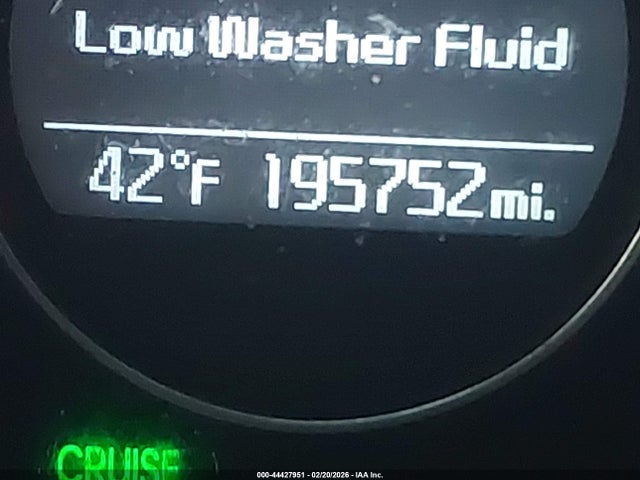 Low Washer Fluid
42°F 195752 mi.
CRUISE
000-44427951 - 02/20/2026 - IAA Inc.